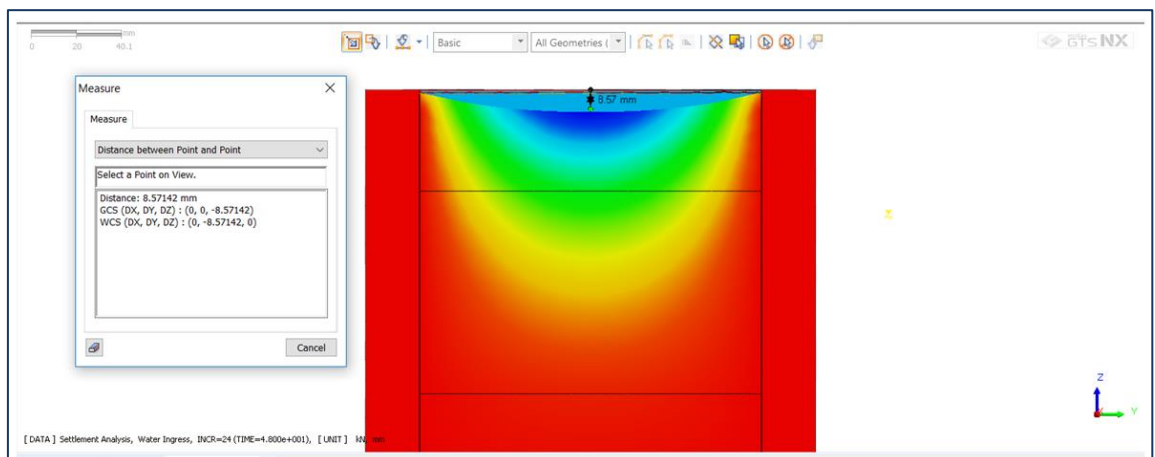 mm
0 20 40.1
Basic
All Geometries (
GTS NX
Measure
Measure
Distance between Point and Point
Select a Point on View.
Distance: 8.57142 mm
GCS (DX, DY, DZ) : (0, 0, -8.57142)
WCS (DX, DY, DZ) : (0, -8.57142, 0)
Cancel
8.57 mm
Z
Y
[ DATA ] Settlement Analysis, Water Ingress, INCR=24 (TIME=4.800e+001), [ UNIT ] kN, mm